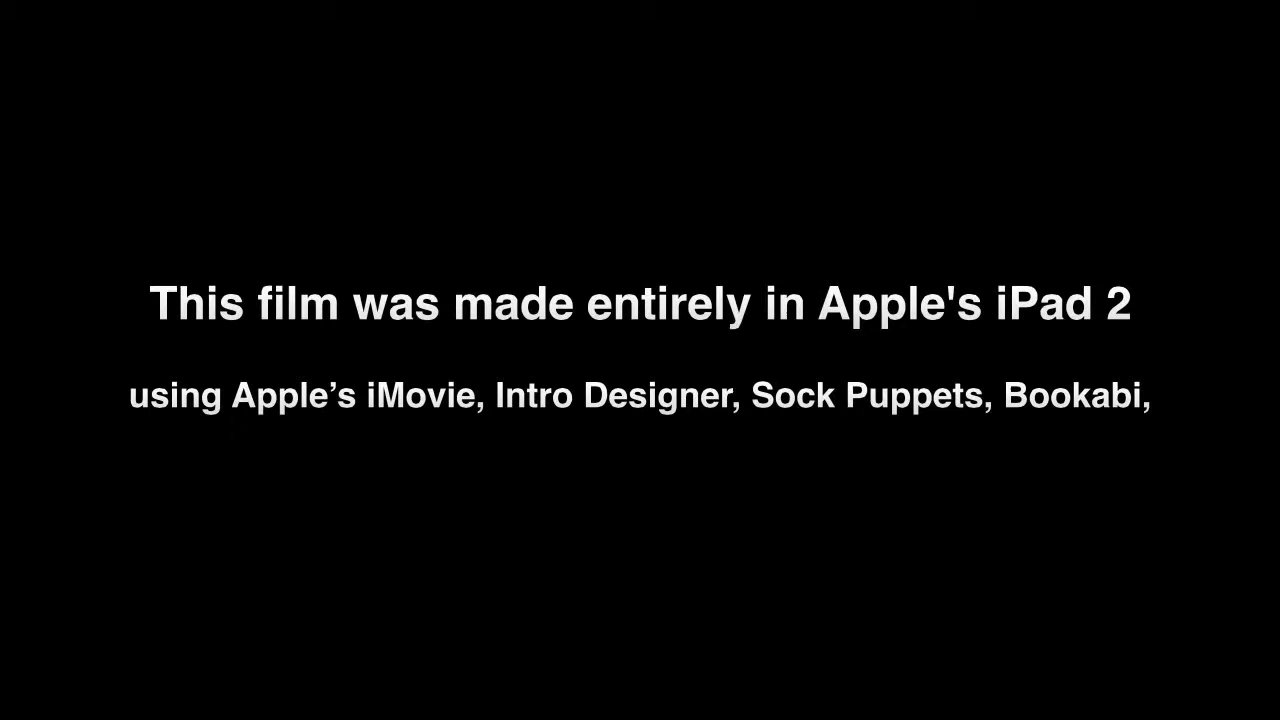 This film was made entirely in Apple's iPad 2
using Apple’s iMovie, Intro Designer, Sock Puppets, Bookabi,